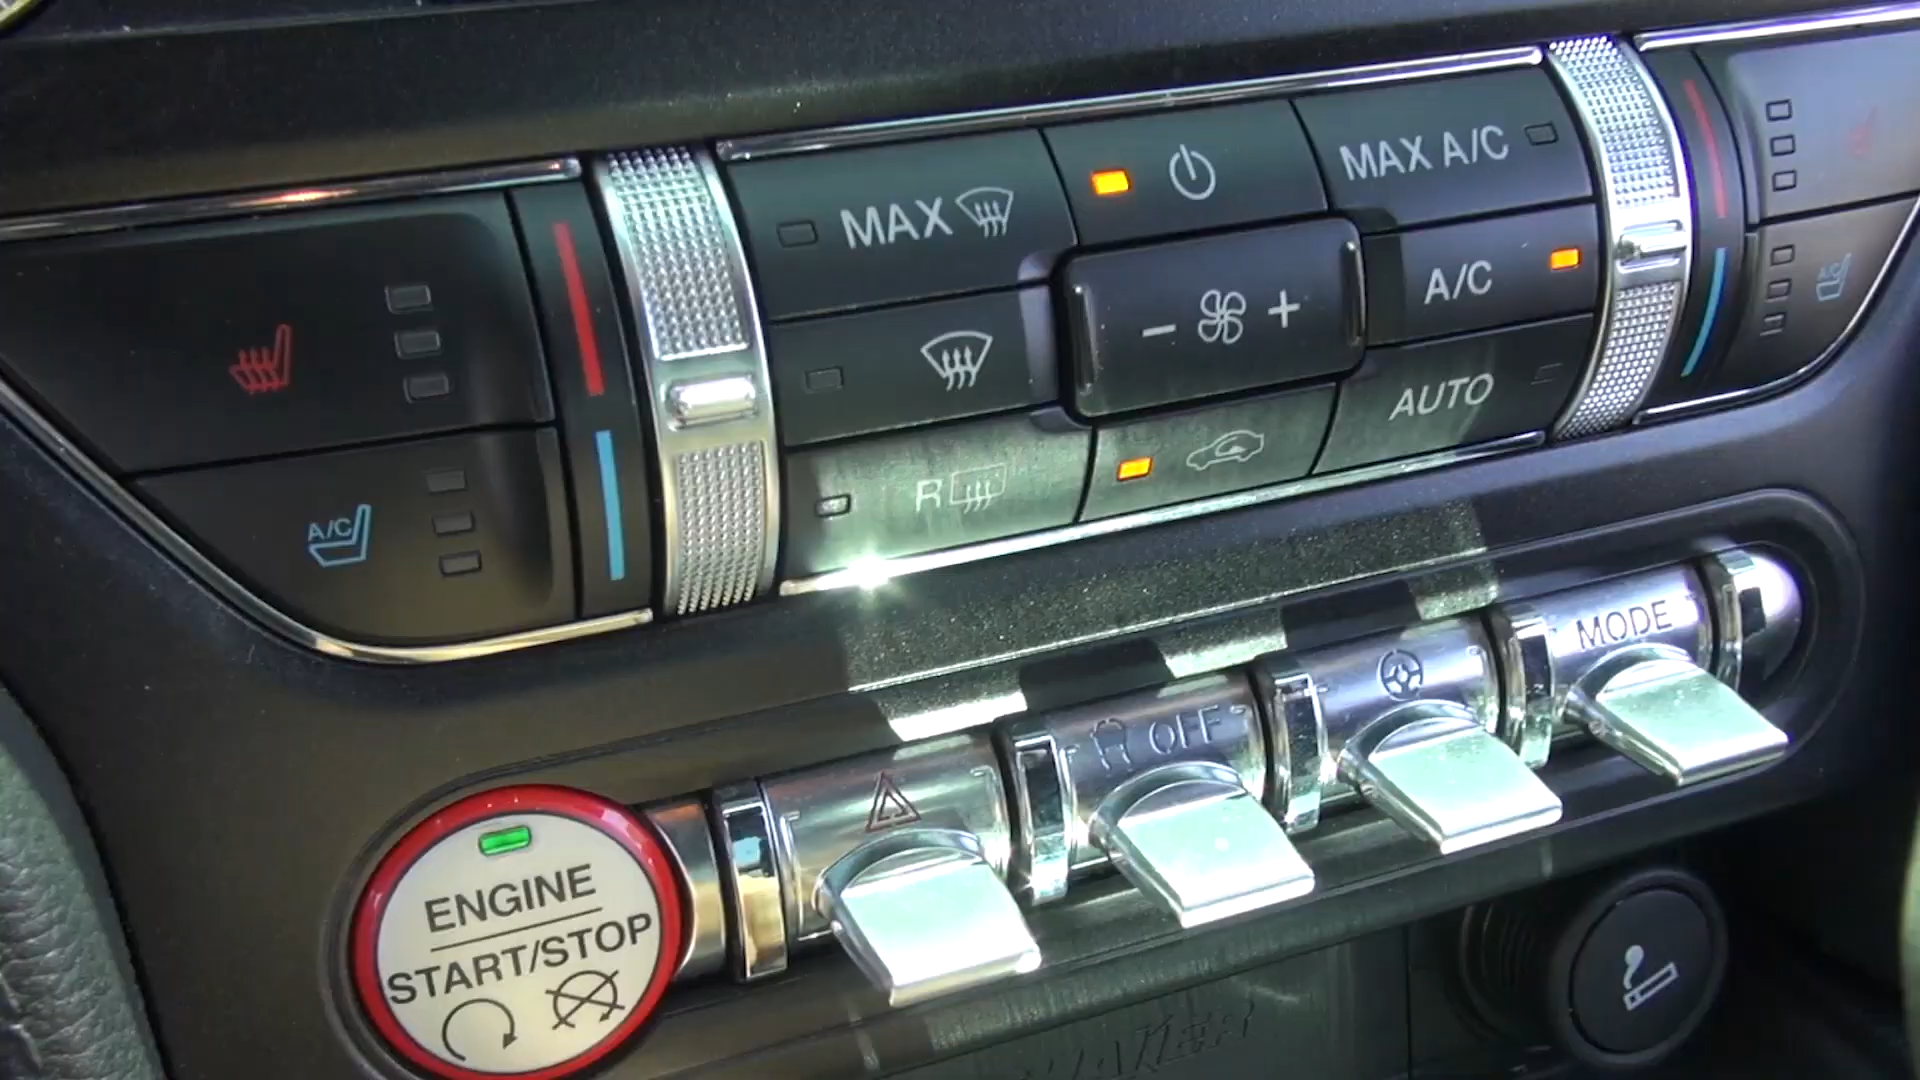 MAX
MAX A/C
A/C
AUTO
R
A/C
A/C
MODE
OFF
ENGINE
START/STOP